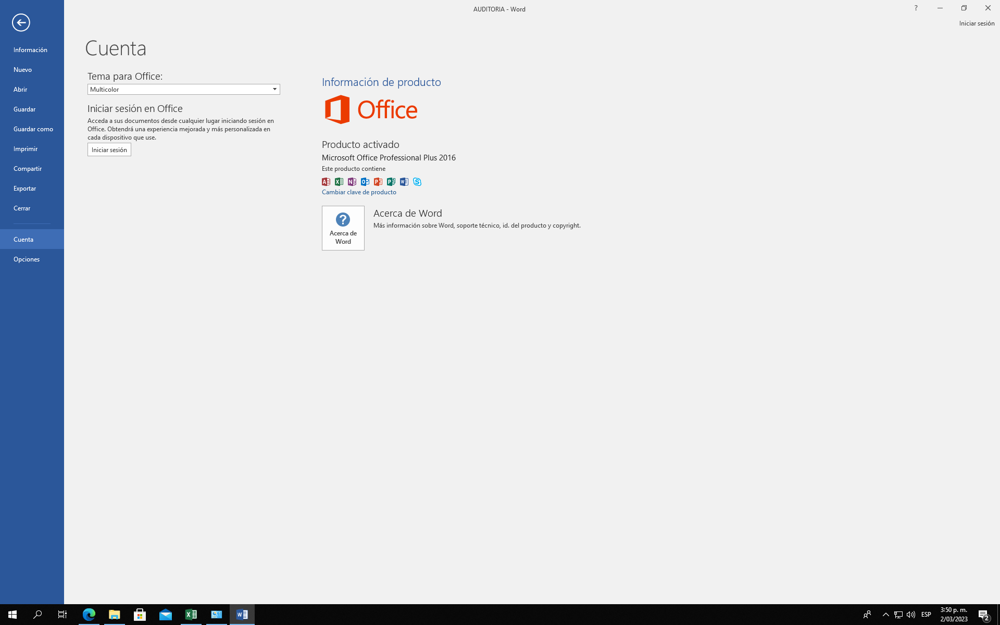 AUDITORIA - Word
?
Iniciar sesión
Información
Nuevo
Abrir
Guardar
Guardar como
Imprimir
Compartir
Exportar
Cerrar
Cuenta
Opciones
Cuenta
Tema para Office:
Multicolor
Iniciar sesión en Office
Acceda a sus documentos desde cualquier lugar iniciando sesión en
Office. Obtendrá una experiencia mejorada y más personalizada en
cada dispositivo que use.
Iniciar sesión
Información de producto
Office
Producto activado
Microsoft Office Professional Plus 2016
Este producto contiene
Cambiar clave de producto
?
Acerca de
Word
Acerca de Word
Más información sobre Word, soporte técnico, id. del producto y copyright.
ESP
3:50 p. m.
2/03/2023
2